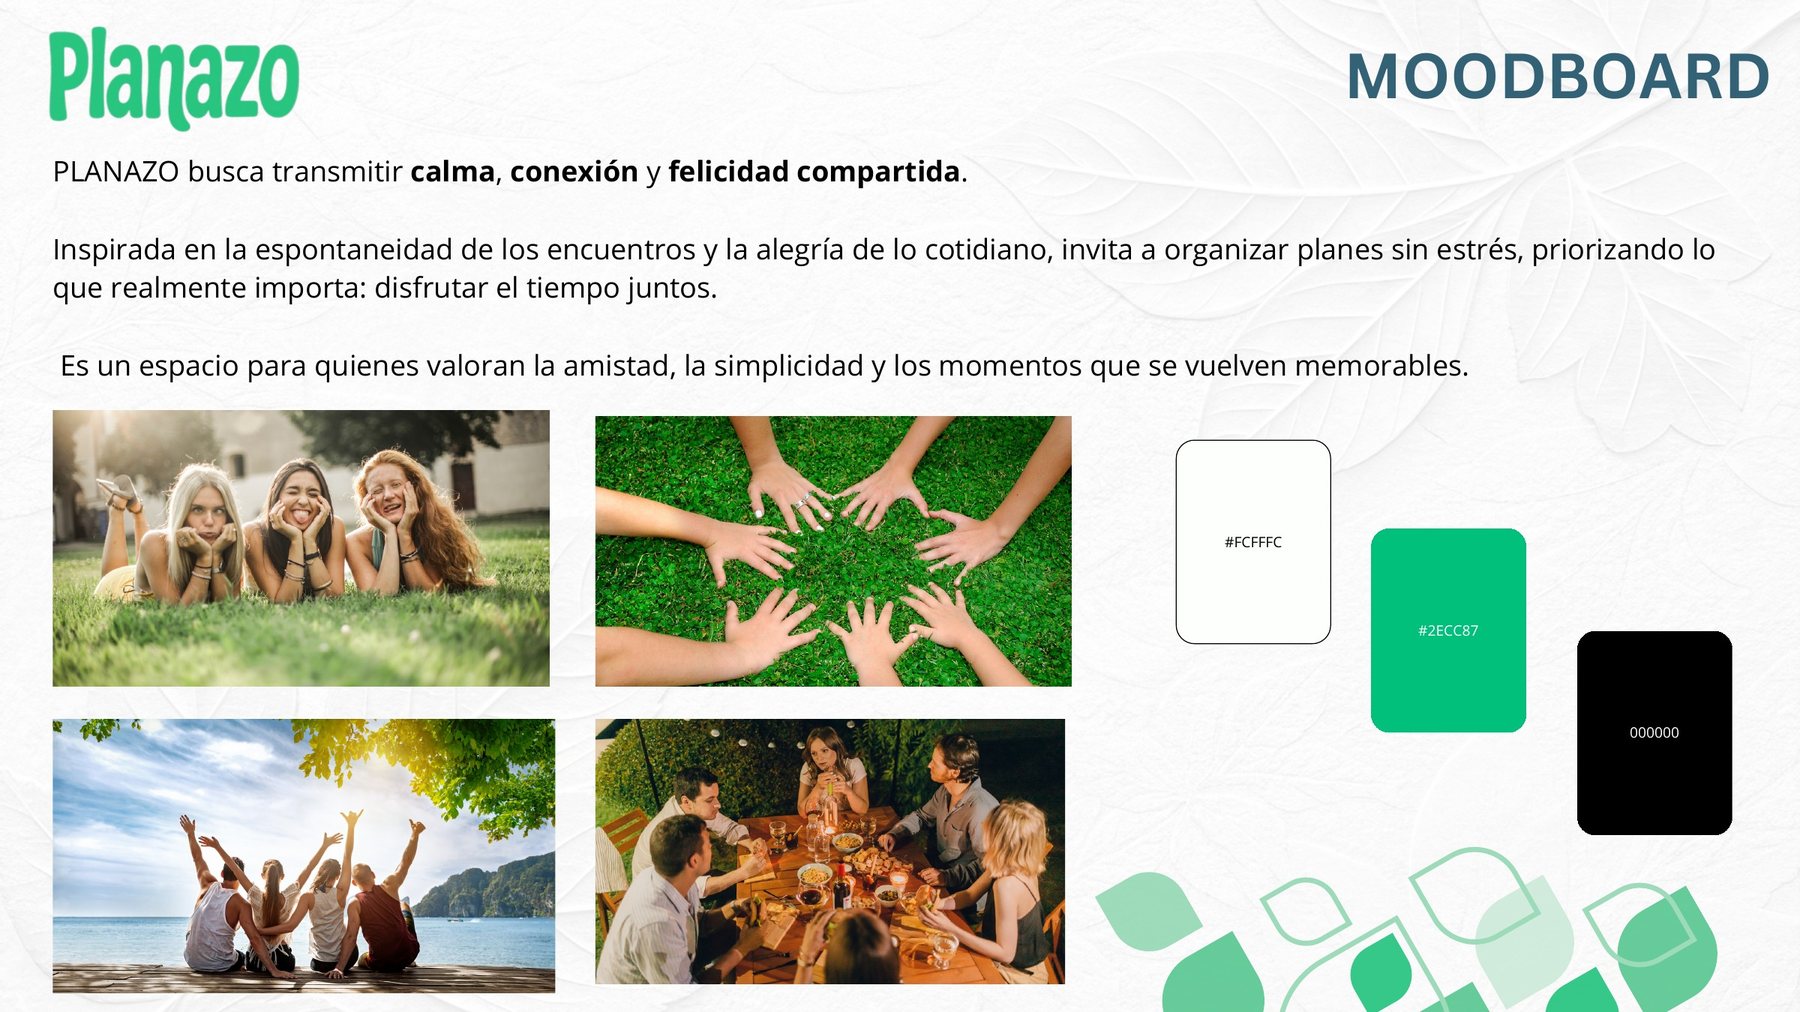 Planazo
MOODBOARD
PLANAZO busca transmitir calma, conexión y felicidad compartida.
Inspirada en la espontaneidad de los encuentros y la alegría de lo cotidiano, invita a organizar planes sin estrés, priorizando lo
que realmente importa: disfrutar el tiempo juntos.
Es un espacio para quienes valoran la amistad, la simplicidad y los momentos que se vuelven memorables.
#FCFFFC
#2ECC87
000000